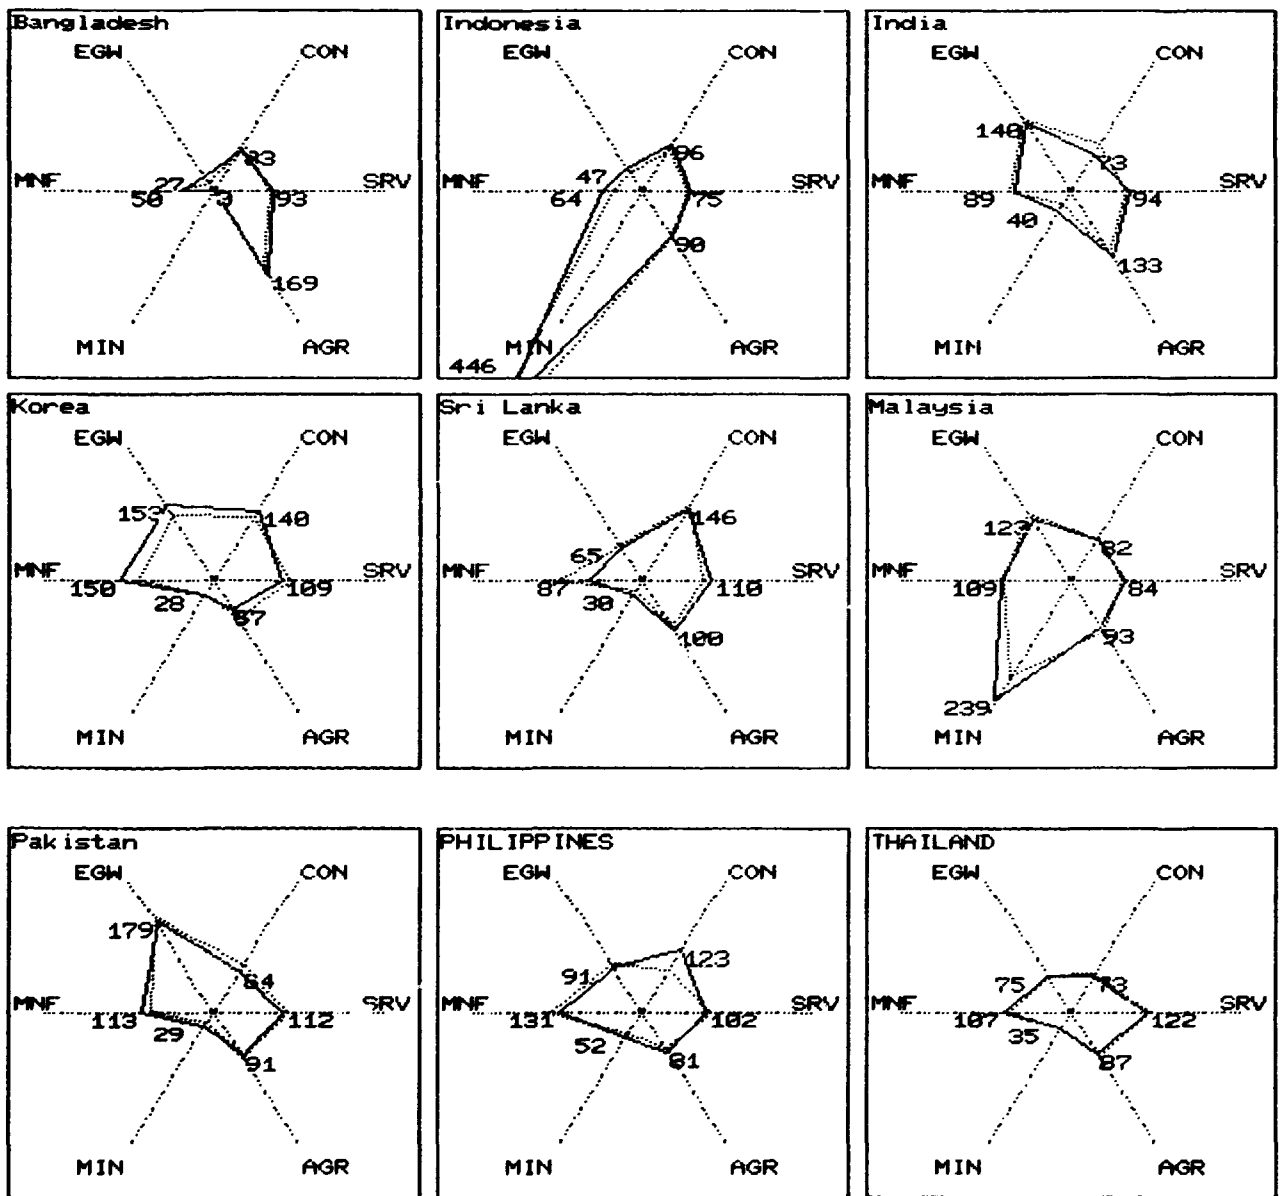 Bangladesh
EGW CON
83
MNF 27 SRV
50 93
169
MIN AGR
Indonesia
EGW CON
96
MNF 47 SRV
64 75
90
MIN AGR
446
India
EGW CON
140
73
MNF SRV
89 94
40
133
MIN AGR
Korea
EGW CON
153 140
MNF SRV
150 109
28
MIN AGR
Sri Lanka
EGW CON
146
65
MNF SRV
87 110
30
100
MIN AGR
Malaysia
EGW CON
123
82
MNF SRV
109 84
93
239
MIN AGR
Pakistan
EGW CON
179
84
MNF SRV
113 112
29
91
MIN AGR
PHILIPPINES
EGW CON
123
91
MNF SRV
131 102
52
81
MIN AGR
THAILAND
EGW CON
75 73
MNF SRV
107 122
35
87
MIN AGR